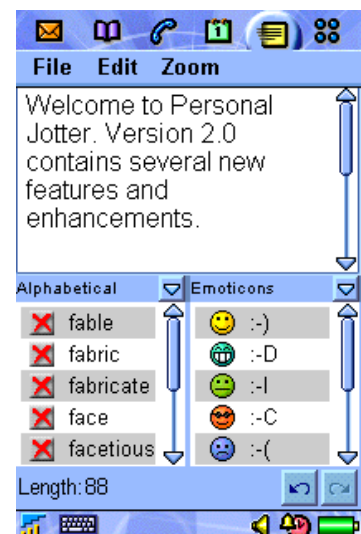 1
File Edit Zoom
Welcome to Personal
Jotter. Version 2.0
contains several new
features and
enhancements.
Alphabetical Emoticons
fable :-)
fabric :-D
fabricate :-I
face :-C
facetious :-(
Length: 88